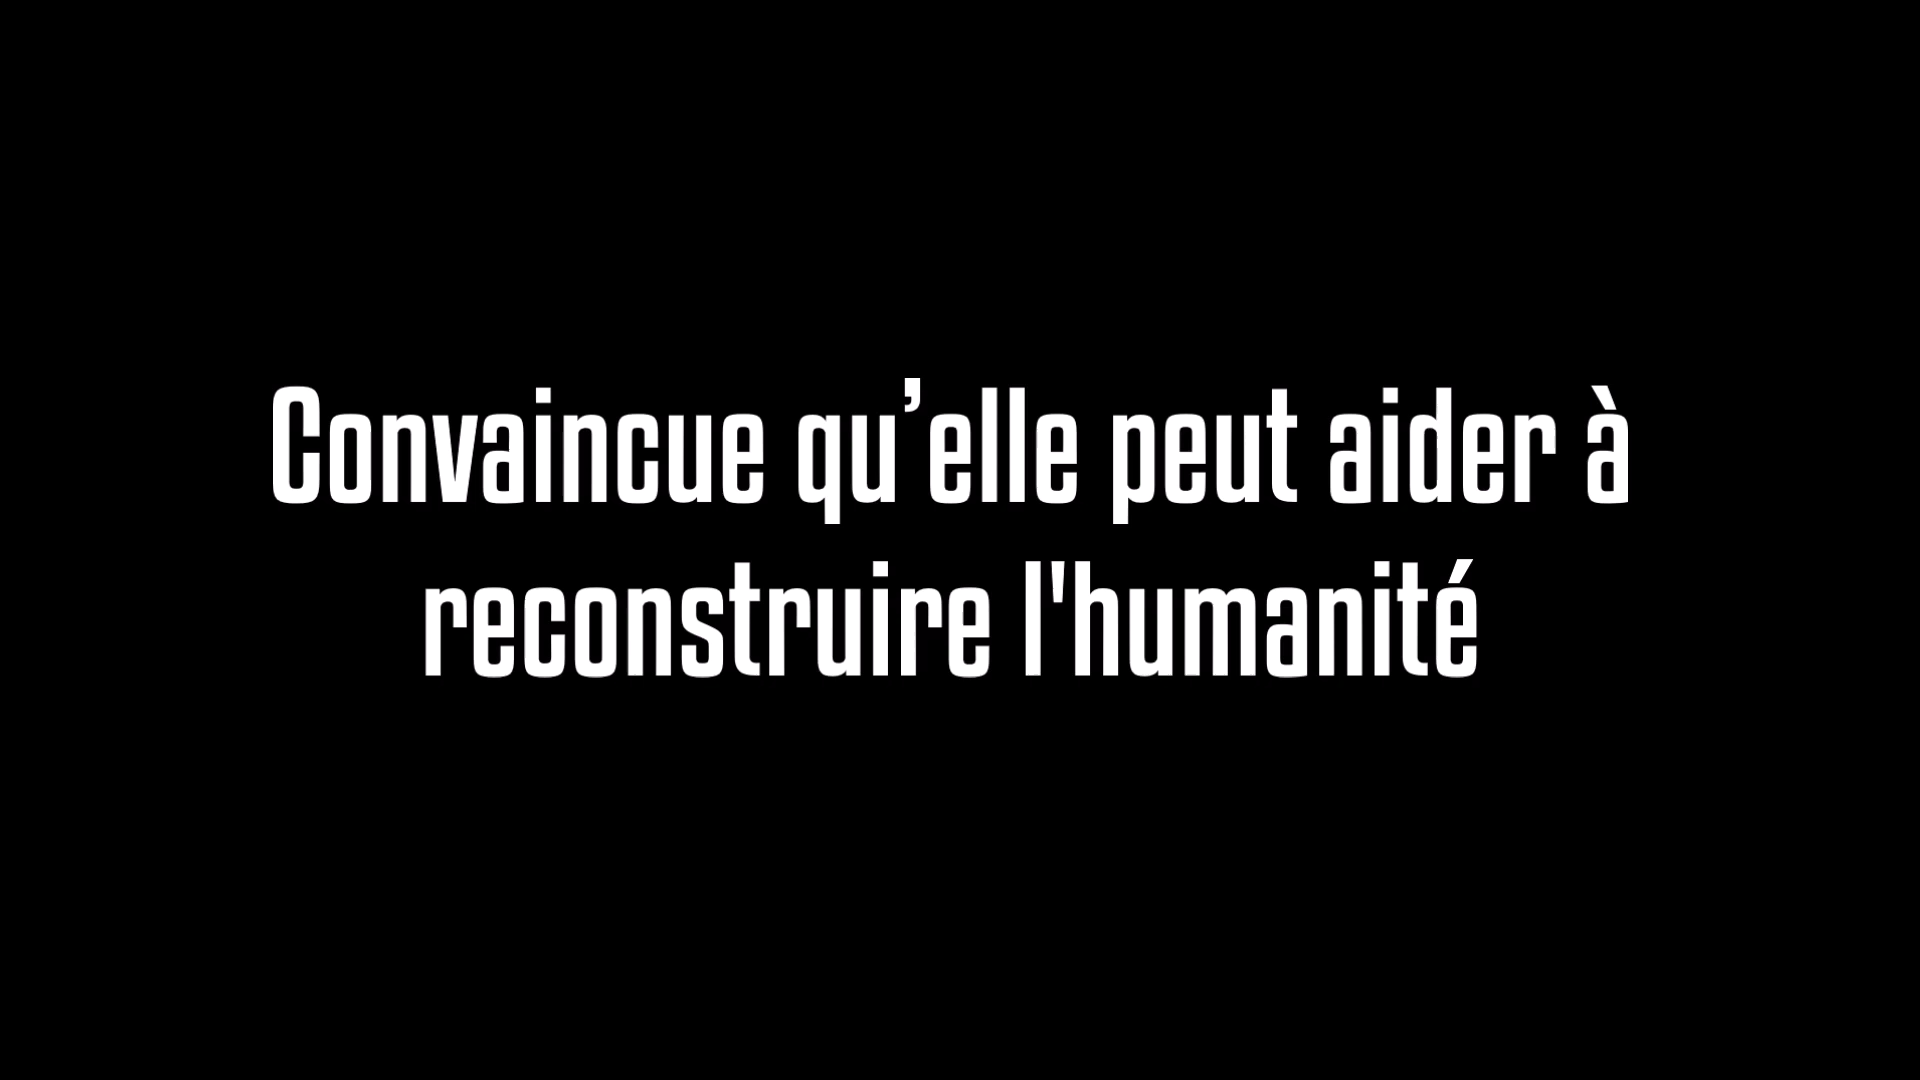 Convaincue qu’elle peut aider à
reconstruire l'humanité